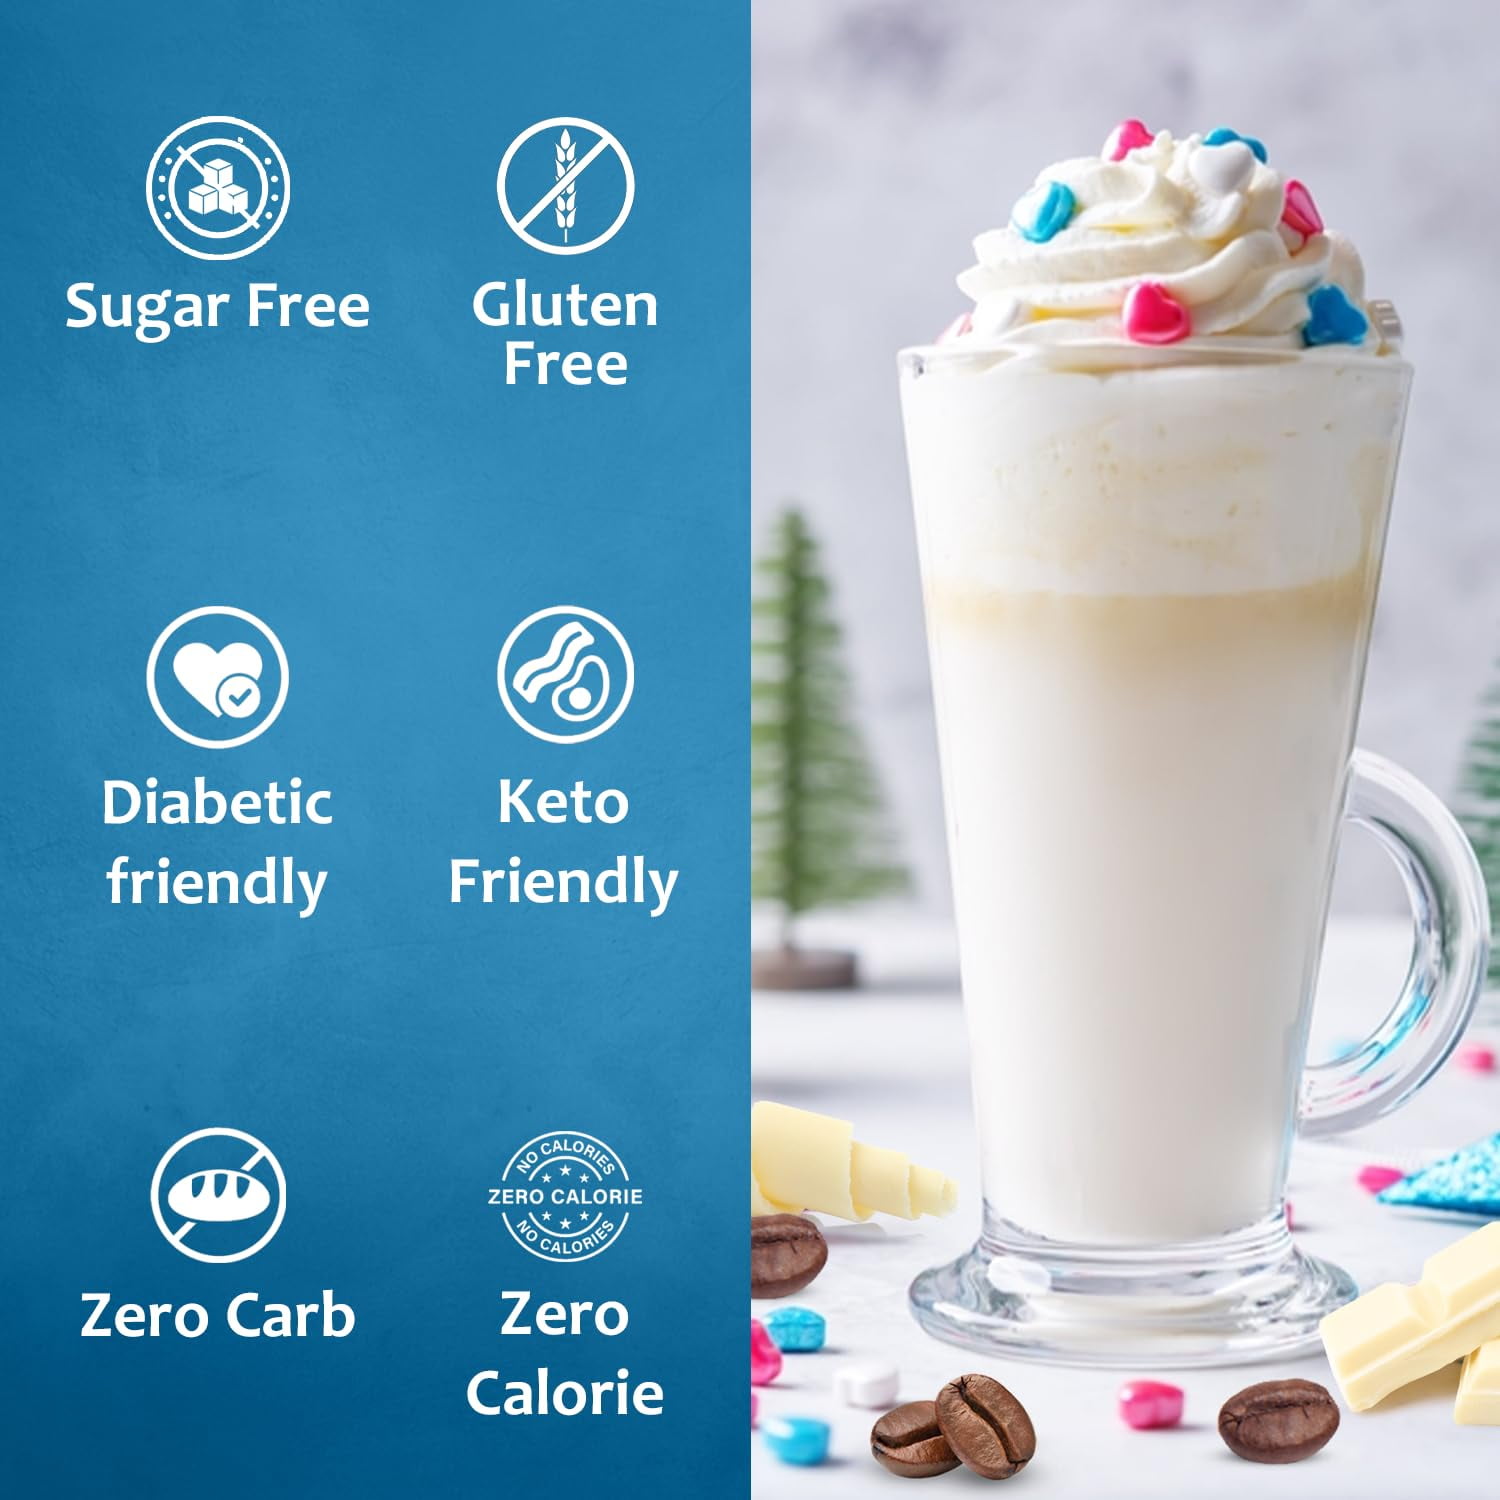 Sugar Free
Gluten
Free
Diabetic
friendly
Keto
Friendly
NO CALORIES
ZERO CALORIE
NO CALORIES
Zero Carb
Zero
Calorie